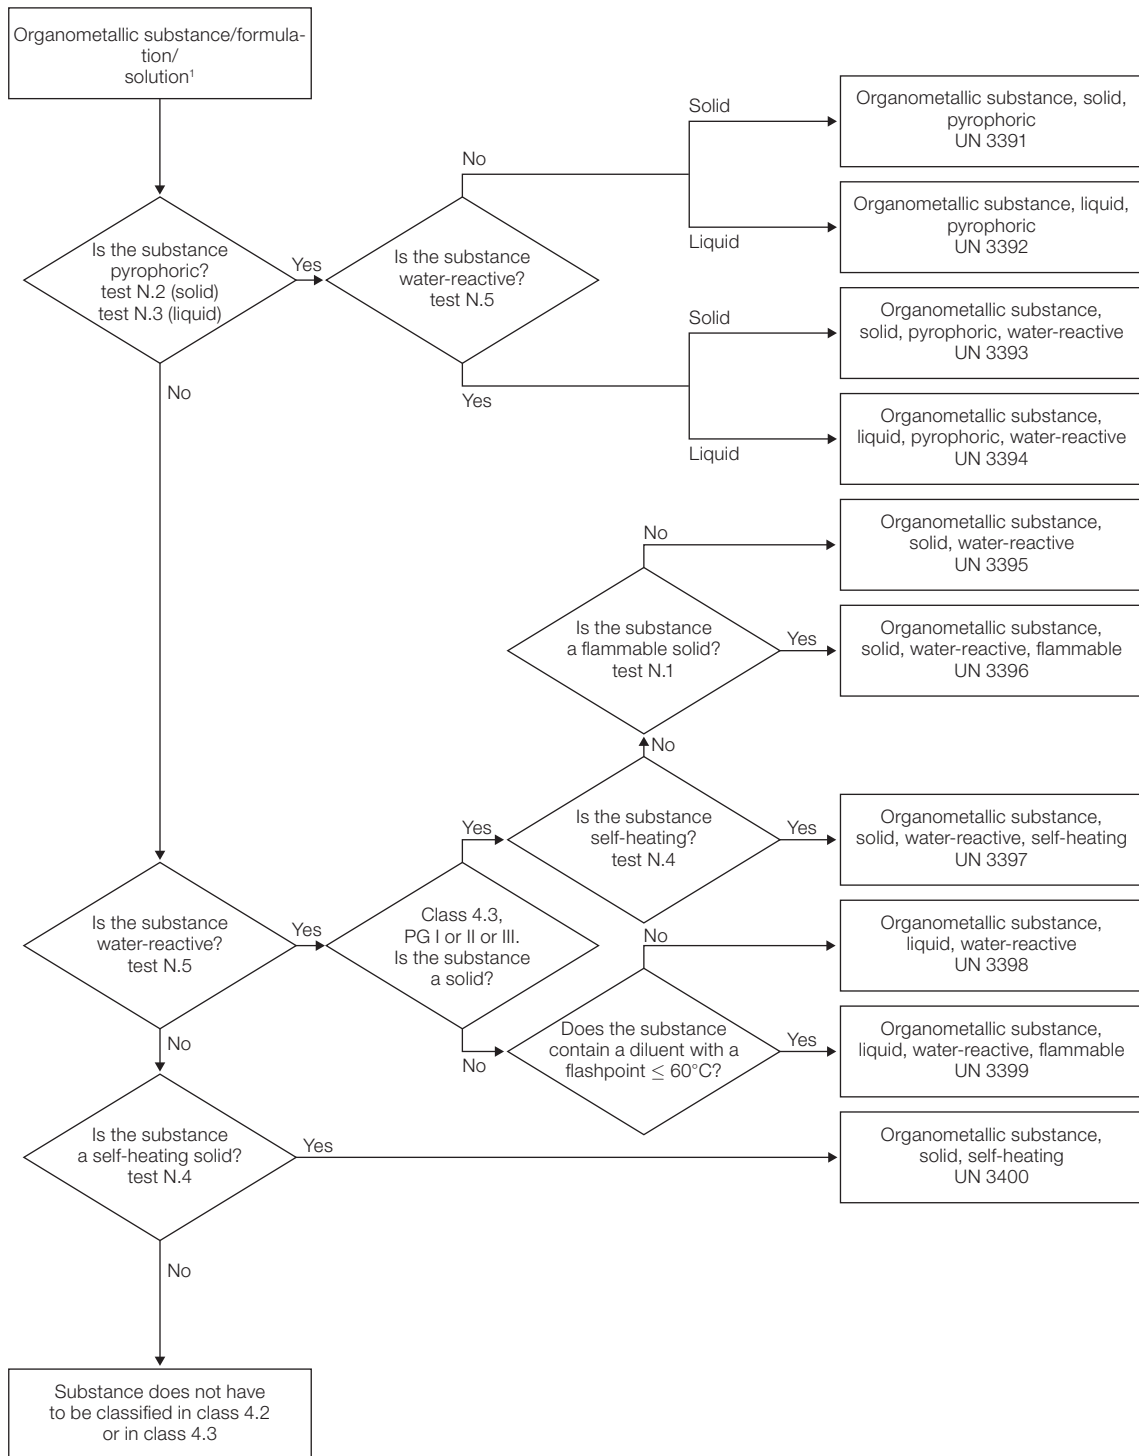 Organometallic substance/formula-
tion/
solution¹
Solid
Organometallic substance, solid,
pyrophoric
UN 3391
No
Organometallic substance, liquid,
pyrophoric
UN 3392
Liquid
Is the substance
pyrophoric?
test N.2 (solid)
test N.3 (liquid)
Yes
Is the substance
water-reactive?
test N.5
Solid
Organometallic substance,
solid, pyrophoric, water-reactive
UN 3393
No
Yes
Organometallic substance,
liquid, pyrophoric, water-reactive
UN 3394
Liquid
No
Organometallic substance,
solid, water-reactive
UN 3395
Is the substance
a flammable solid?
test N.1
Yes
Organometallic substance,
solid, water-reactive, flammable
UN 3396
No
Is the substance
self-heating?
test N.4
Yes
Yes
Organometallic substance,
solid, water-reactive, self-heating
UN 3397
Is the substance
water-reactive?
test N.5
Yes
Class 4.3,
PG I or II or III.
Is the substance
a solid?
No
Organometallic substance,
liquid, water-reactive
UN 3398
No
No
Does the substance
contain a diluent with a
flashpoint ≤ 60°C?
Yes
Organometallic substance,
liquid, water-reactive, flammable
UN 3399
Is the substance
a self-heating solid?
test N.4
Yes
Organometallic substance,
solid, self-heating
UN 3400
No
Substance does not have
to be classified in class 4.2
or in class 4.3